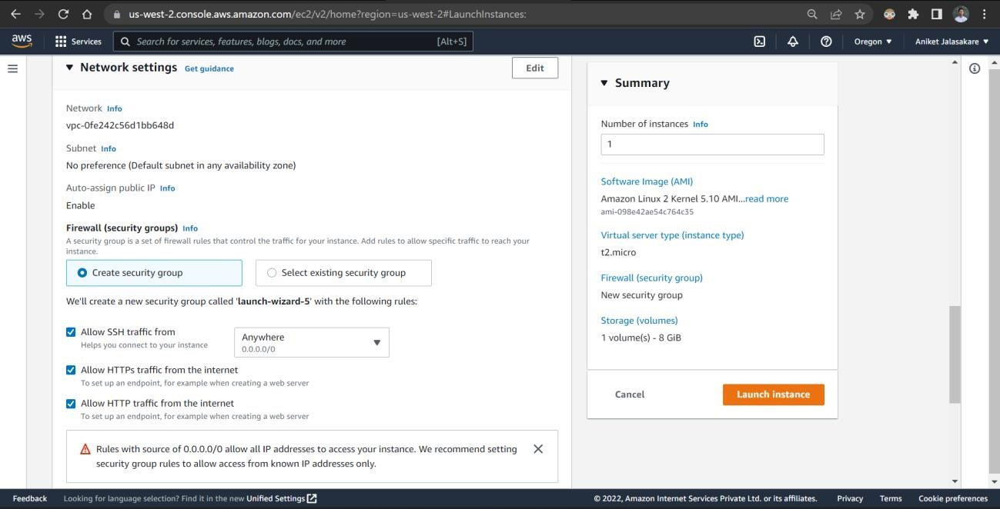 us-west-2.console.aws.amazon.com/ec2/v2/home?region=us-west-2#LaunchInstances:
aws
Services
Search for services, features, blogs, docs, and more
[Alt+S]
Oregon
Aniket Jalasakare
Network settings
Get guidance
Edit
Network
Info
vpc-0fe242c56d1bb648d
Subnet
Info
No preference (Default subnet in any availability zone)
Auto-assign public IP
Info
Enable
Firewall (security groups)
Info
A security group is a set of firewall rules that control the traffic for your instance. Add rules to allow specific traffic to reach your
instance.
Create security group
Select existing security group
We'll create a new security group called 'launch-wizard-5' with the following rules:
Allow SSH traffic from
Helps you connect to your instance
Anywhere
0.0.0.0/0
Allow HTTPs traffic from the internet
To set up an endpoint, for example when creating a web server
Allow HTTP traffic from the internet
To set up an endpoint, for example when creating a web server
Rules with source of 0.0.0.0/0 allow all IP addresses to access your instance. We recommend setting
security group rules to allow access from known IP addresses only.
Summary
Number of instances
Info
1
Software Image (AMI)
Amazon Linux 2 Kernel 5.10 AMI...read more
ami-098e42ae54c764c35
Virtual server type (instance type)
t2.micro
Firewall (security group)
New security group
Storage (volumes)
1 volume(s) - 8 GiB
Cancel
Launch instance
Feedback
Looking for language selection? Find it in the new Unified Settings
© 2022, Amazon Internet Services Private Ltd. or its affiliates.
Privacy
Terms
Cookie preferences